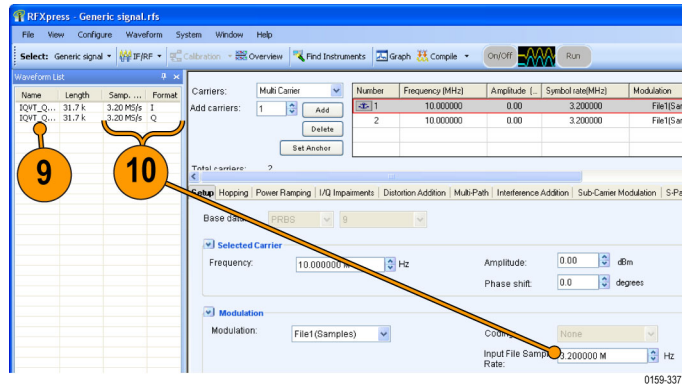 RFXpress - Generic signal.rfs
File View Configure Waveform System Window Help
Select: Generic signal IF/RF Calibration Overview Find Instruments Graph Compile On/Off Run
Waveform List
Name Length Samp. ... Format
IQVT_Q... 31.7 k 3.20 MS/s I
IQVT_Q... 31.7 k 3.20 MS/s Q
9
10
Carriers: Multi Carrier
Add carriers: 1 Add
Delete
Set Anchor
Total carriers: 2
Number Frequency (MHz) Amplitude (... Symbol rate(MHz) Modulation
1 10.000000 0.00 3.200000 File1(Sar
2 10.000000 0.00 3.200000 File1(Sar
Setup Hopping Power Ramping I/Q Impairments Distortion Addition Multi-Path Interference Addition Sub-Carrier Modulation S-Pa
Base data: PRBS 9
Selected Carrier
Frequency: 10.000000 M Hz Amplitude: 0.00 dBm
Phase shift: 0.0 degrees
Modulation
Modulation: File1(Samples) Coding: None
Input File Sample
Rate: 3.200000 M Hz
0159-337